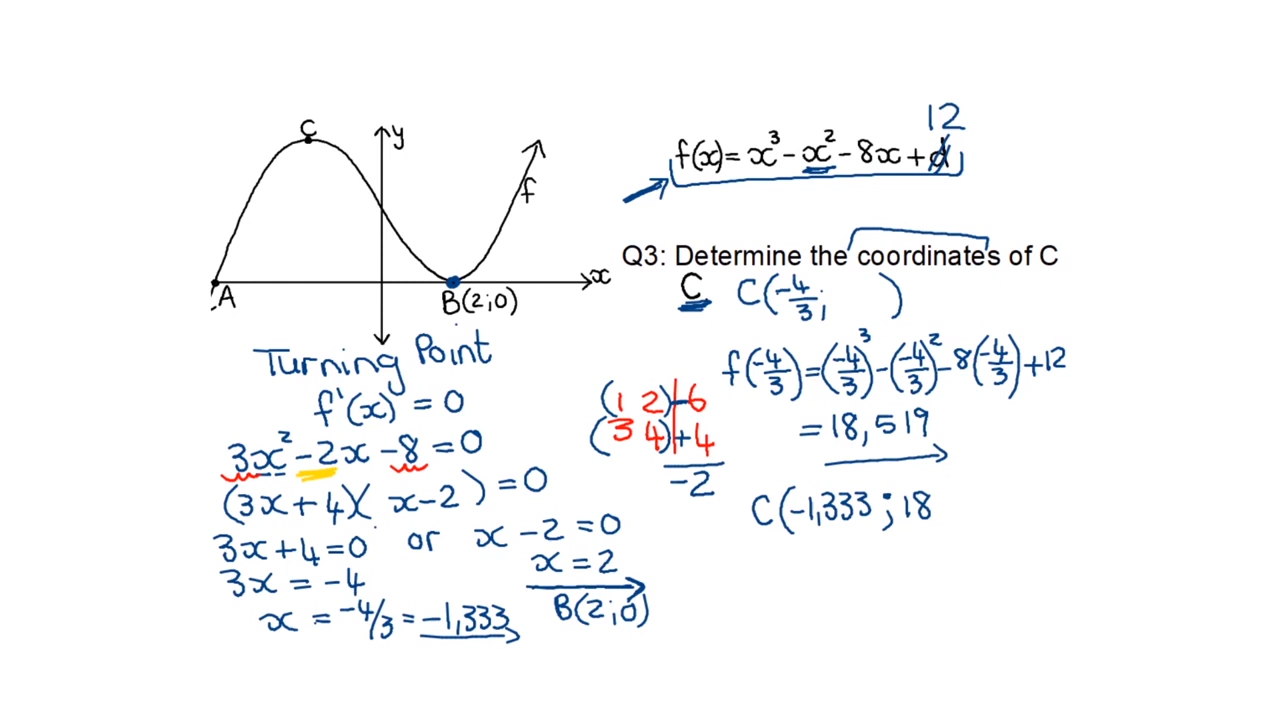 C
y
f
x
A
B(2;0)
12
f(x)= x³ - x² - 8x + d
Q3: Determine the coordinates of C
C C(-4/3; )
Turning Point
f'(x) = 0
3x² - 2x - 8 = 0
(3x + 4)( x - 2 ) = 0
3x + 4 = 0 or x - 2 = 0
3x = -4
x = 2
x = -4/3 = -1,333
B(2;0)
(1 2) - 6
(3 4) + 4
-2
f(-4/3) = (-4/3)³ - (-4/3)² - 8(-4/3) + 12
= 18,519
C(-1,333 ; 18